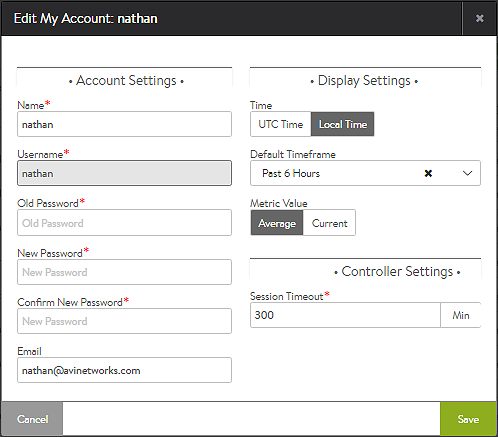 Edit My Account: nathan ×
• Account Settings •
Name*
nathan
Username*
nathan
Old Password*
Old Password
New Password*
New Password
Confirm New Password*
New Password
Email
nathan@avinetworks.com
• Display Settings •
Time
UTC Time Local Time
Default Timeframe
Past 6 Hours ×
Metric Value
Average Current
• Controller Settings •
Session Timeout*
300 Min
Cancel Save